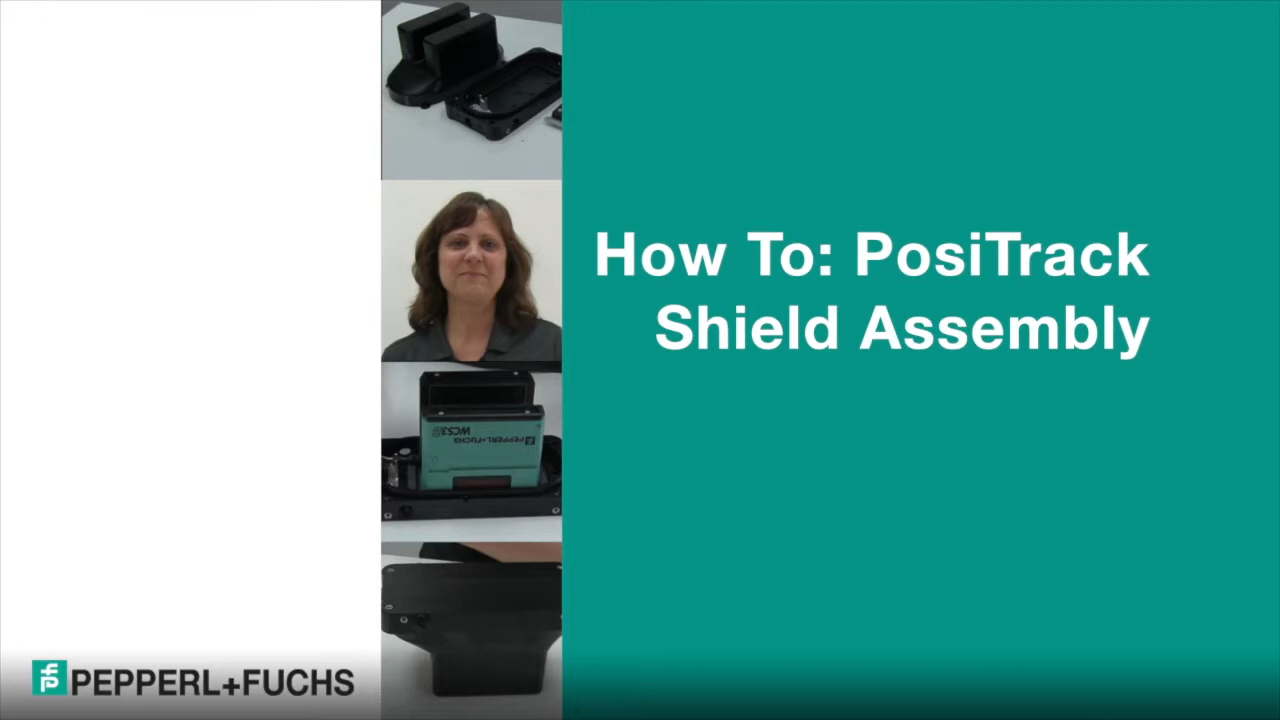 How To: PosiTrack
Shield Assembly
PEPPERL+FUCHS
WCS3
PEPPERL+FUCHS